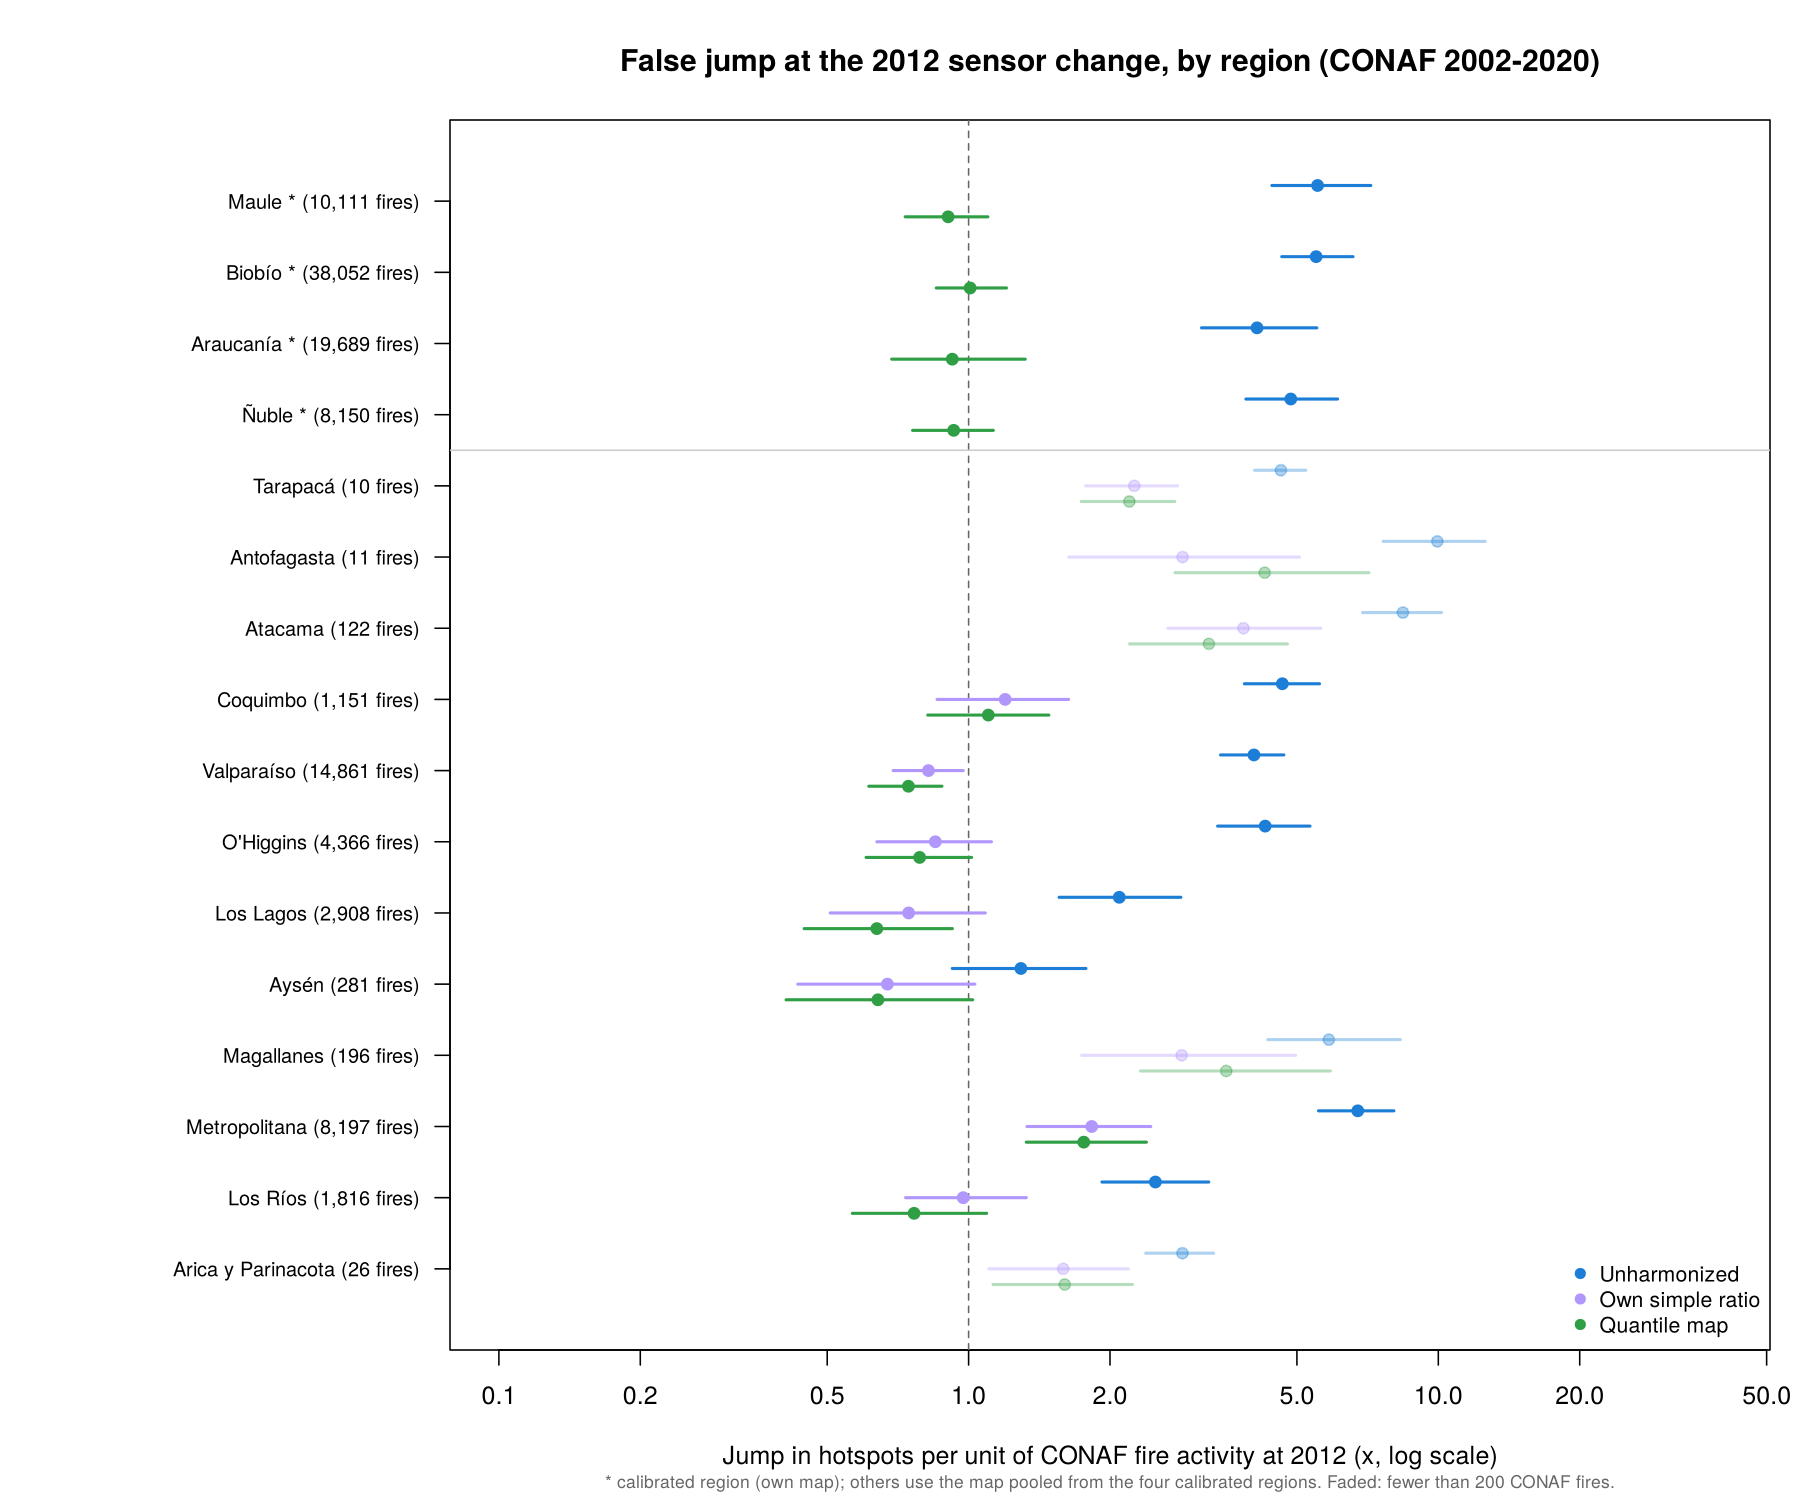 False jump at the 2012 sensor change, by region (CONAF 2002-2020)
Maule * (10,111 fires)
Biobío * (38,052 fires)
Araucanía * (19,689 fires)
Ñuble * (8,150 fires)
Tarapacá (10 fires)
Antofagasta (11 fires)
Atacama (122 fires)
Coquimbo (1,151 fires)
Valparaíso (14,861 fires)
O'Higgins (4,366 fires)
Los Lagos (2,908 fires)
Aysén (281 fires)
Magallanes (196 fires)
Metropolitana (8,197 fires)
Los Ríos (1,816 fires)
Arica y Parinacota (26 fires)
Unharmonized
Own simple ratio
Quantile map
0.1 0.2 0.5 1.0 2.0 5.0 10.0 20.0 50.0
Jump in hotspots per unit of CONAF fire activity at 2012 (x, log scale)
* calibrated region (own map); others use the map pooled from the four calibrated regions. Faded: fewer than 200 CONAF fires.